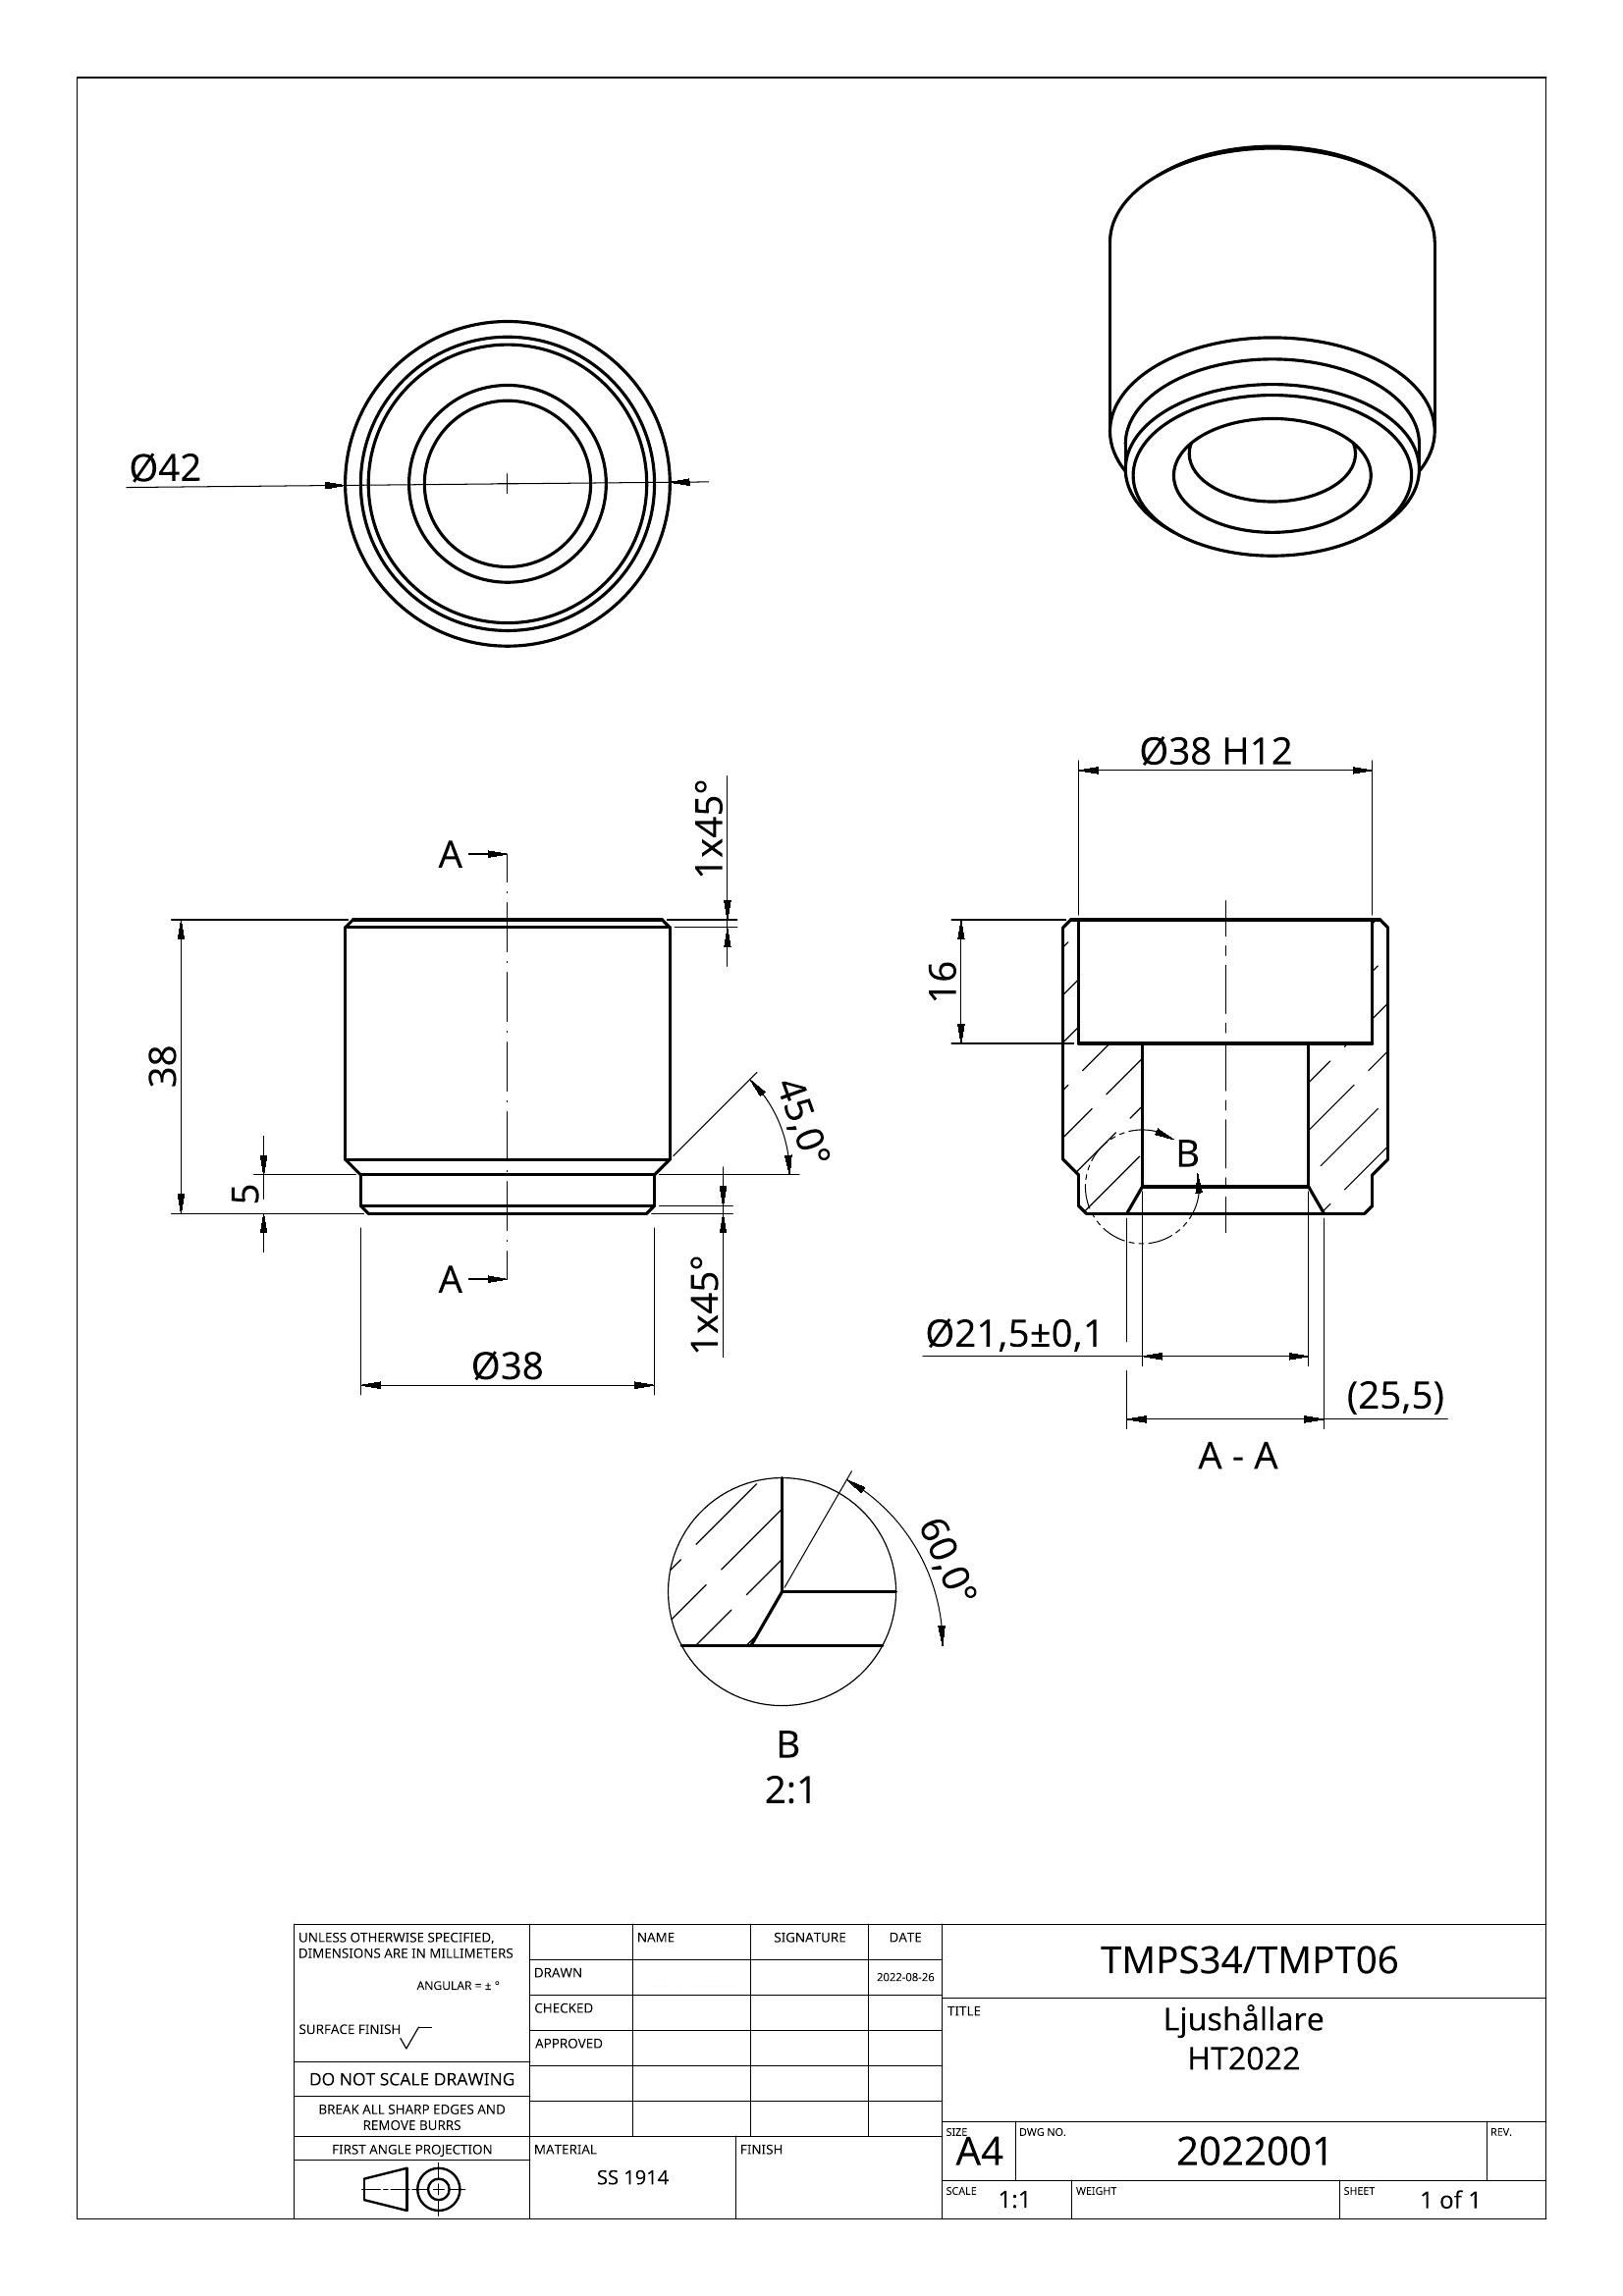 Ø42
Ø38 H12
1x45°
A
16
38
45,0°
B
5
A
1x45°
Ø21,5±0,1
Ø38
(25,5)
A - A
60,0°
B
2:1
UNLESS OTHERWISE SPECIFIED,
DIMENSIONS ARE IN MILLIMETERS
ANGULAR = ± °
SURFACE FINISH
DO NOT SCALE DRAWING
BREAK ALL SHARP EDGES AND
REMOVE BURRS
FIRST ANGLE PROJECTION
NAME
SIGNATURE
DATE
DRAWN
2022-08-26
CHECKED
APPROVED
MATERIAL
SS 1914
FINISH
TMPS34/TMPT06
TITLE
Ljushållare
HT2022
SIZE
A4
DWG NO.
2022001
REV.
SCALE
1:1
WEIGHT
SHEET
1 of 1